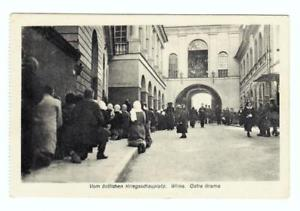 Vom östlichen Kriegsschauplatz. Wilna. Ostra Brama